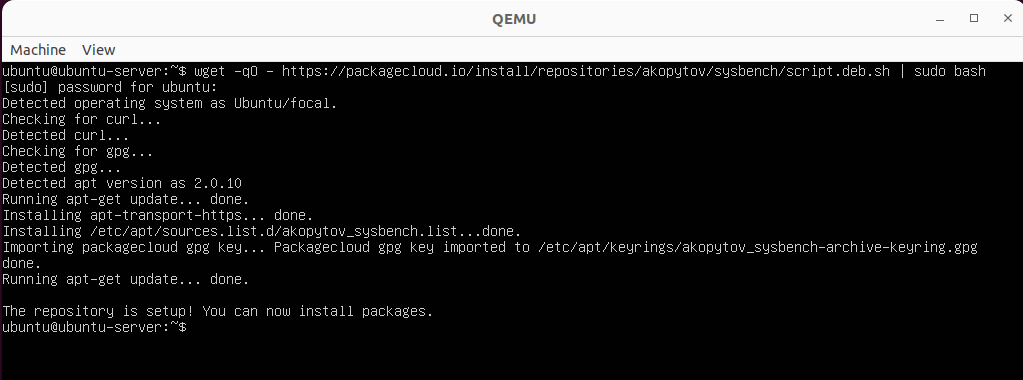 QEMU
Machine View
ubuntu@ubuntu-server:~$ wget -qO - https://packagecloud.io/install/repositories/akopytov/sysbench/script.deb.sh | sudo bash
[sudo] password for ubuntu:
Detected operating system as Ubuntu/focal.
Checking for curl...
Detected curl...
Checking for gpg...
Detected gpg...
Detected apt version as 2.0.10
Running apt-get update... done.
Installing apt-transport-https... done.
Installing /etc/apt/sources.list.d/akopytov_sysbench.list...done.
Importing packagecloud gpg key... Packagecloud gpg key imported to /etc/apt/keyrings/akopytov_sysbench-archive-keyring.gpg
done.
Running apt-get update... done.
The repository is setup! You can now install packages.
ubuntu@ubuntu-server:~$